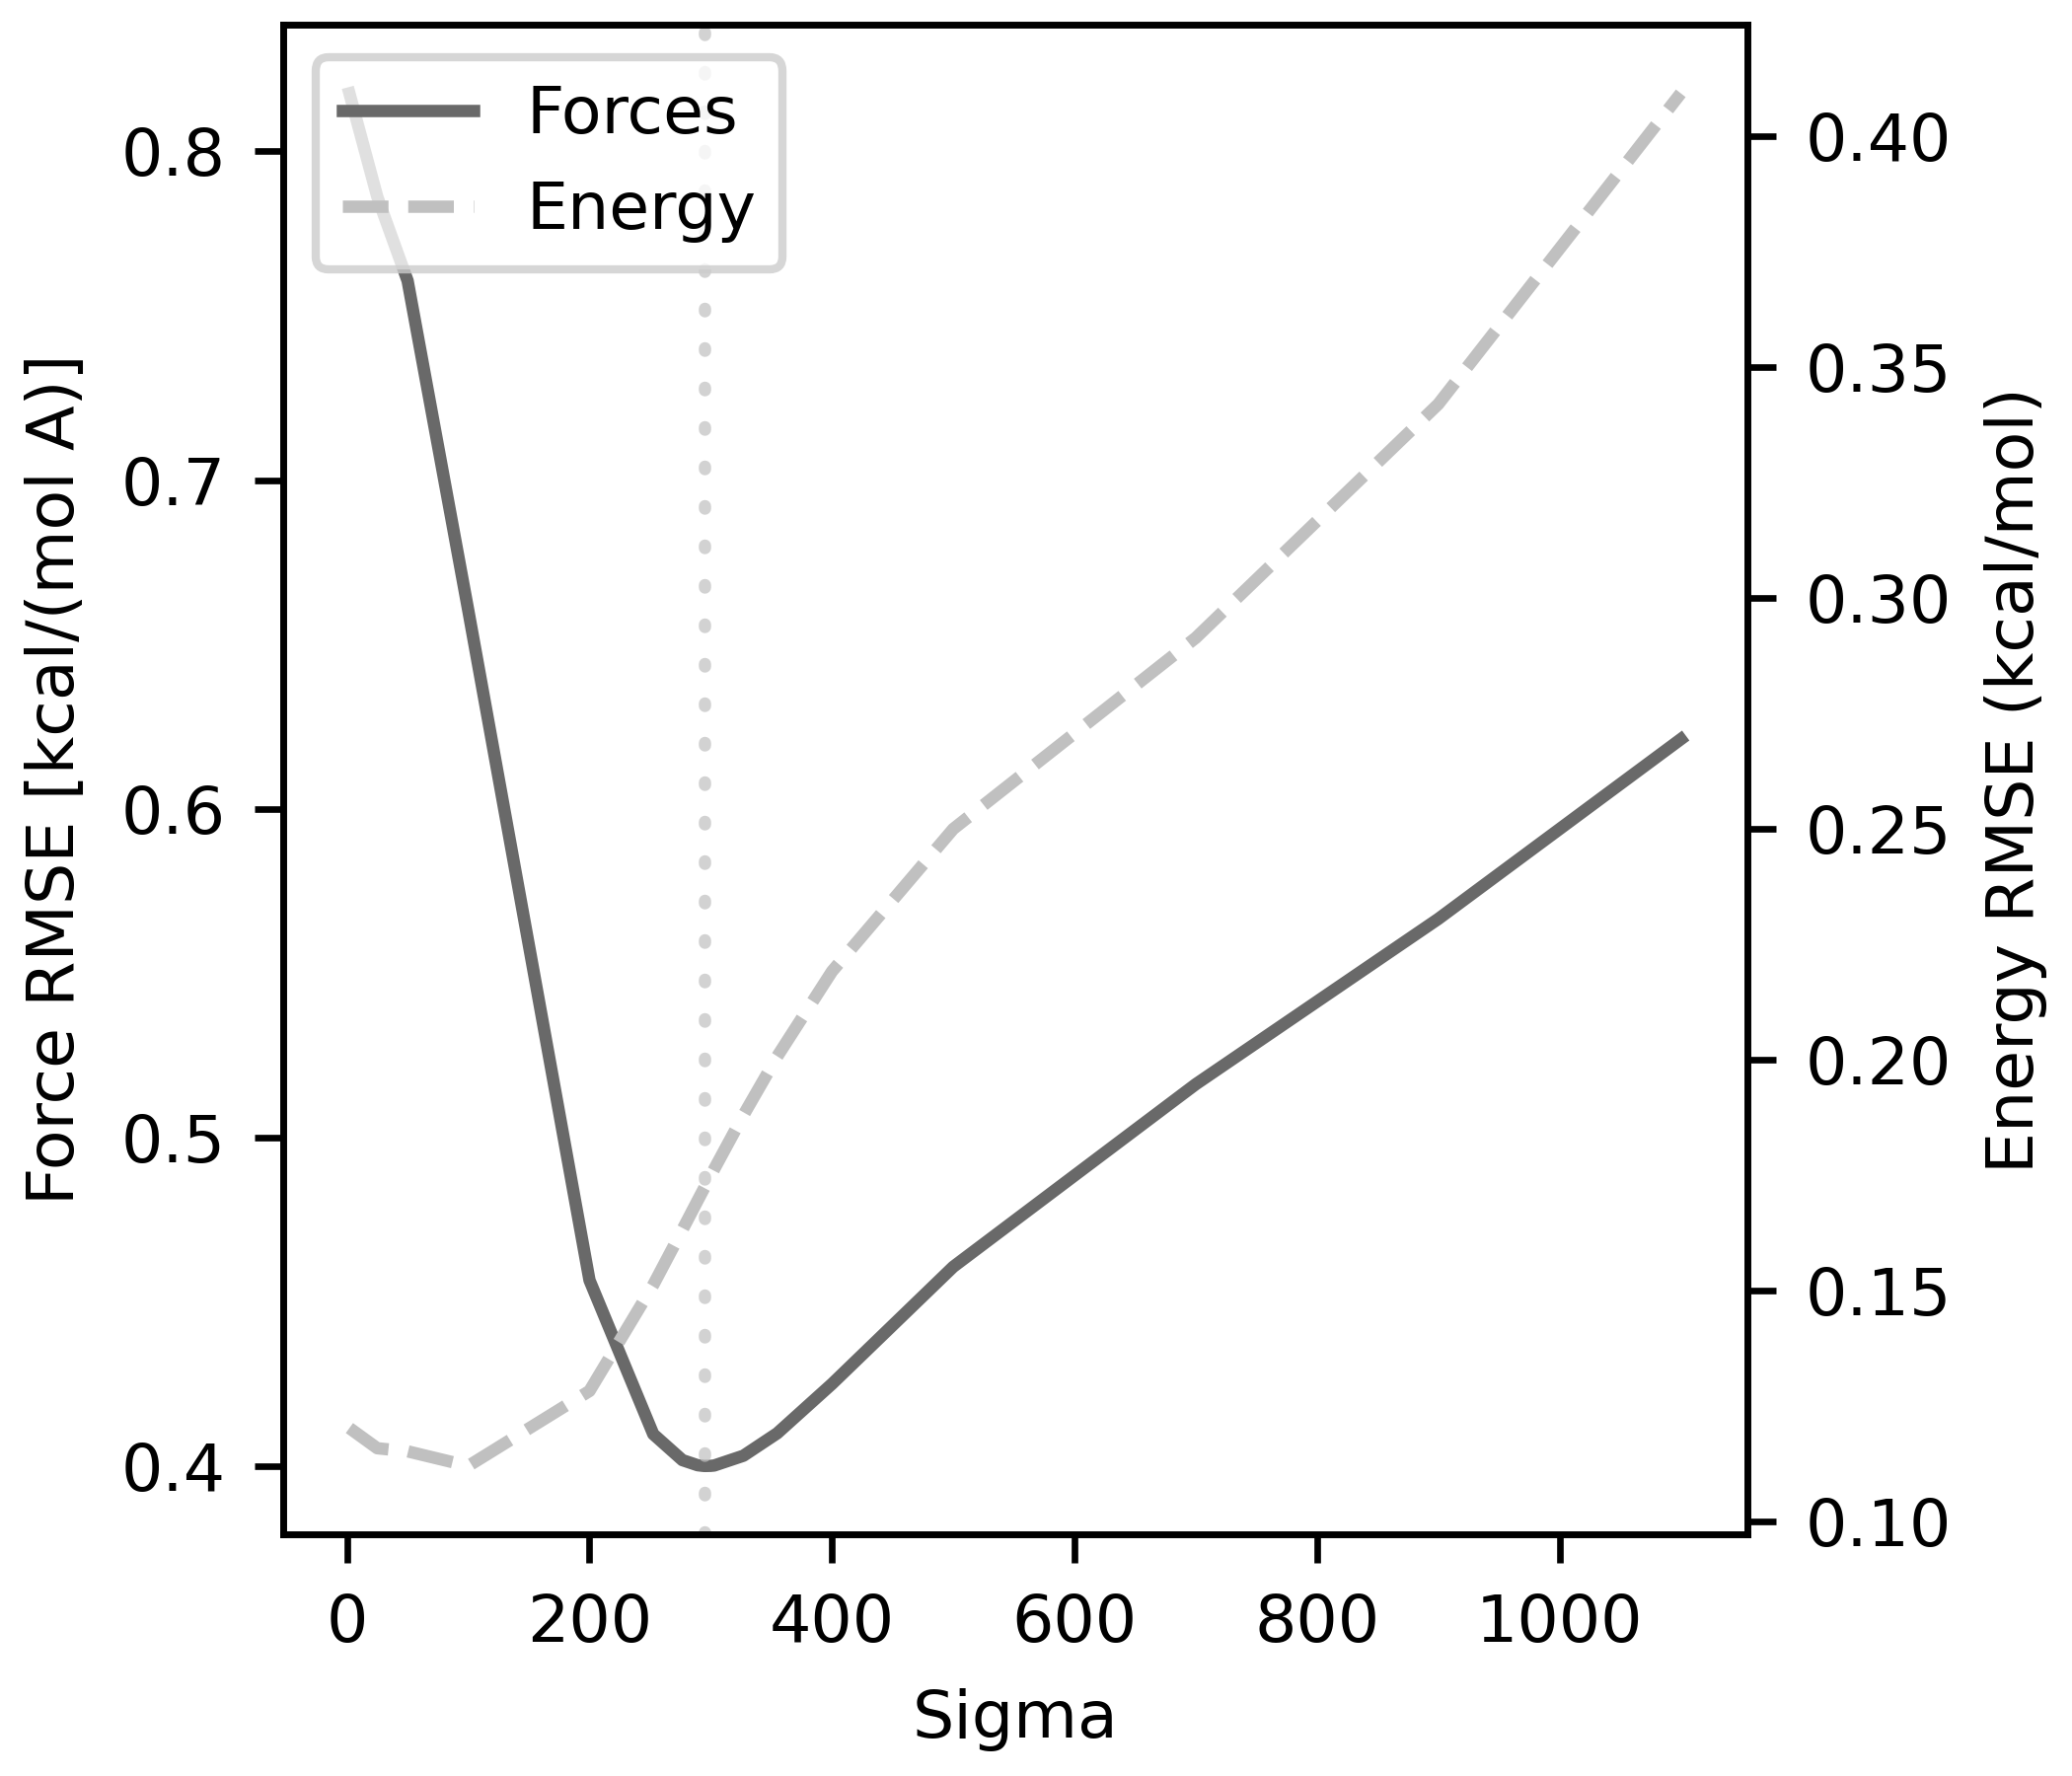 Forces
Energy
0.8
0.7
0.6
0.5
0.4
Force RMSE [kcal/(mol A)]
0.40
0.35
0.30
0.25
0.20
0.15
0.10
Energy RMSE (kcal/mol)
0 200 400 600 800 1000
Sigma